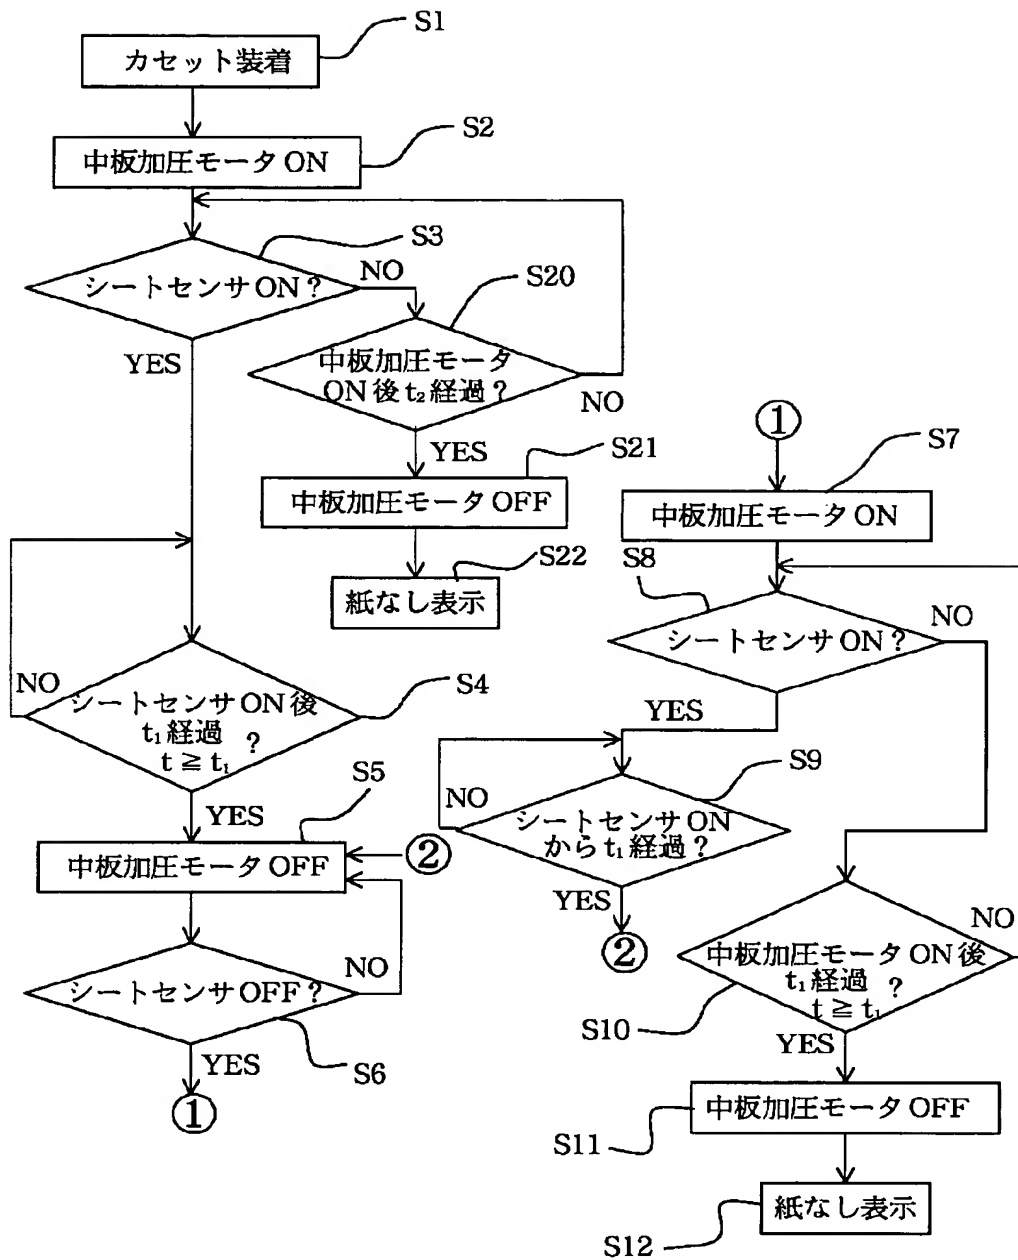 S1
カセット装着
S2
中板加圧モータ ON
S3
シートセンサ ON ?
NO
YES
S20
中板加圧モータ
ON 後 t₂ 経過 ?
NO
YES
S21
中板加圧モータ OFF
S22
紙なし表示
NO
S4
シートセンサ ON 後
t₁ 経過 ?
t ≧ t₁
YES
S5
中板加圧モータ OFF
②
シートセンサ OFF ?
NO
YES
S6
①
①
S7
中板加圧モータ ON
S8
シートセンサ ON ?
NO
YES
S9
NO
シートセンサ ON
から t₁ 経過 ?
YES
②
NO
中板加圧モータ ON 後
t₁ 経過 ?
t ≧ t₁
S10
YES
中板加圧モータ OFF
S11
紙なし表示
S12